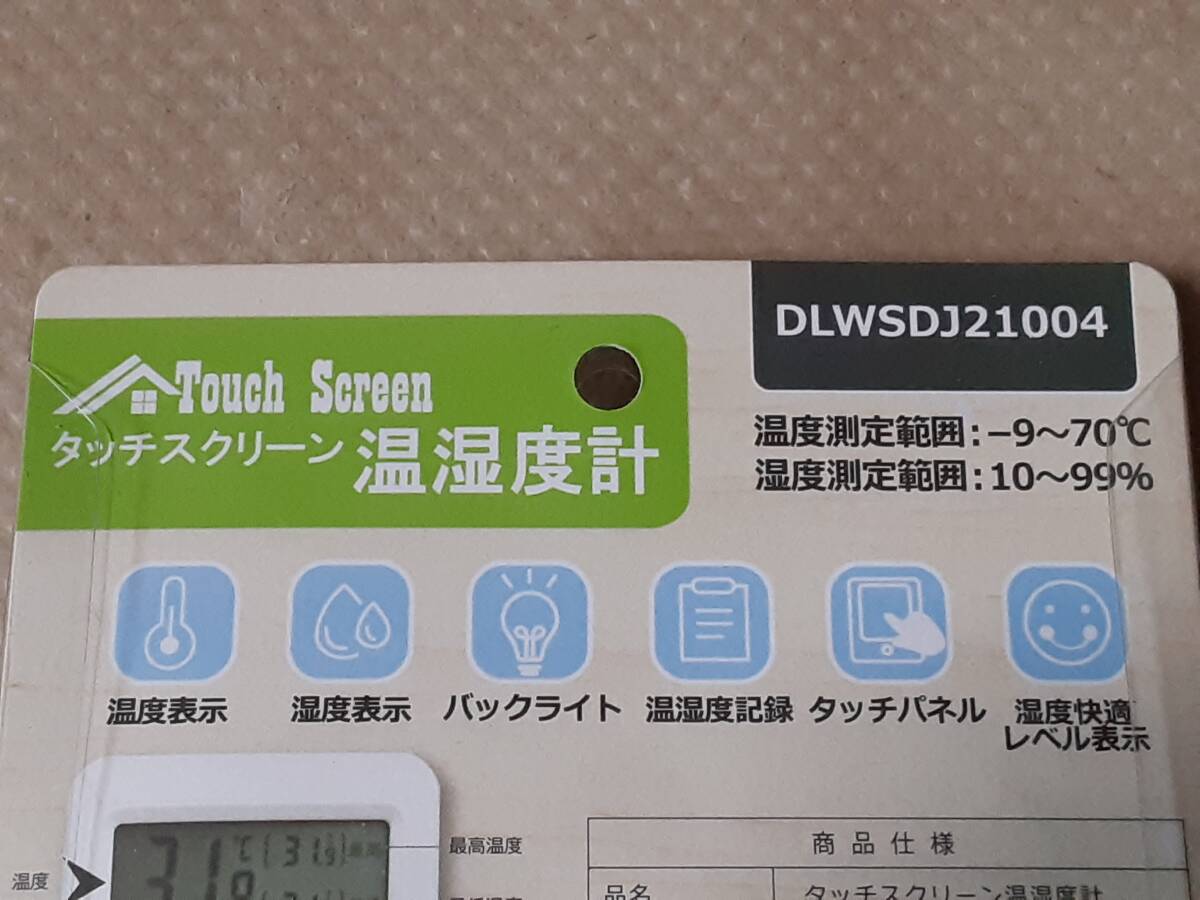 DLWSDJ21004
Touch Screen
タッチスクリーン 温湿度計
温度測定範囲:−9〜70℃
湿度測定範囲:10〜99%
温度表示
湿度表示
バックライト
温湿度記録
タッチパネル
湿度快適
レベル表示
最高温度
温度
商品仕様
品名
タッチスクリーン温湿度計